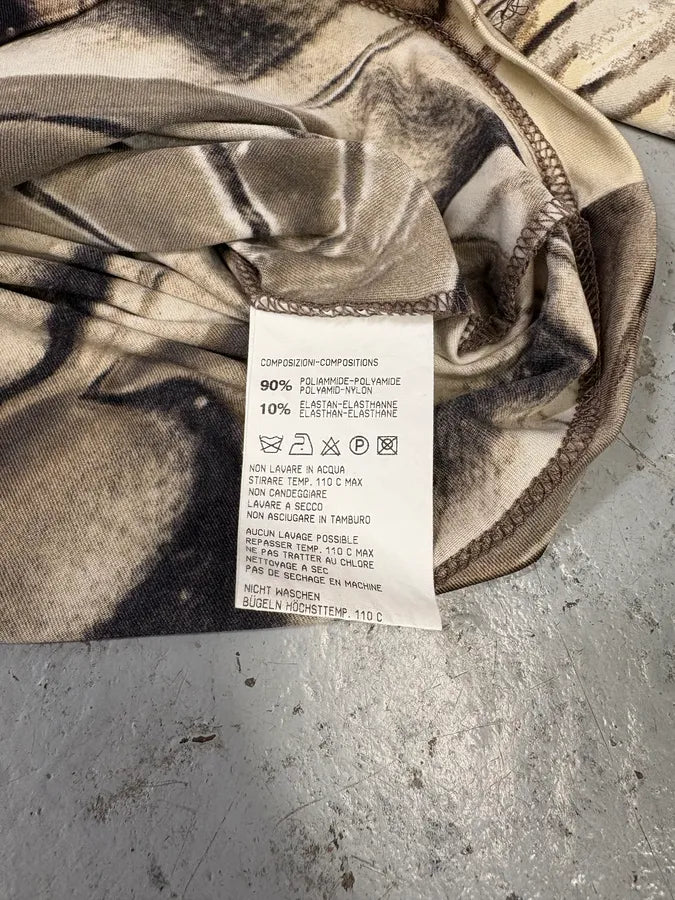 COMPOSIZIONI-COMPOSITIONS
90% POLIAMMIDE-POLYAMIDE
POLYAMID-NYLON
10% ELASTAN-ELASTHANNE
ELASTHAN-ELASTHANE
P
NON LAVARE IN ACQUA
STIRARE TEMP. 110 C MAX
NON CANDEGGIARE
LAVARE A SECCO
NON ASCIUGARE IN TAMBURO
AUCUN LAVAGE POSSIBLE
REPASSER TEMP. 110 C MAX
NE PAS TRATTER AU CHLORE
NETTOYAGE A SEC
PAS DE SECHAGE EN MACHINE
NICHT WASCHEN
BÜGELN HÖCHSTTEMP. 110 C